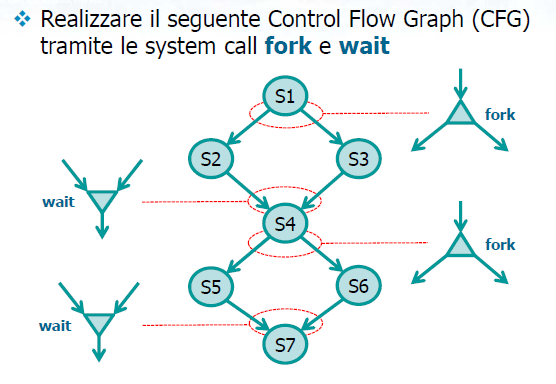 ❖ Realizzare il seguente Control Flow Graph (CFG)
tramite le system call fork e wait
S1
fork
S2
S3
wait
S4
fork
S5
S6
wait
S7